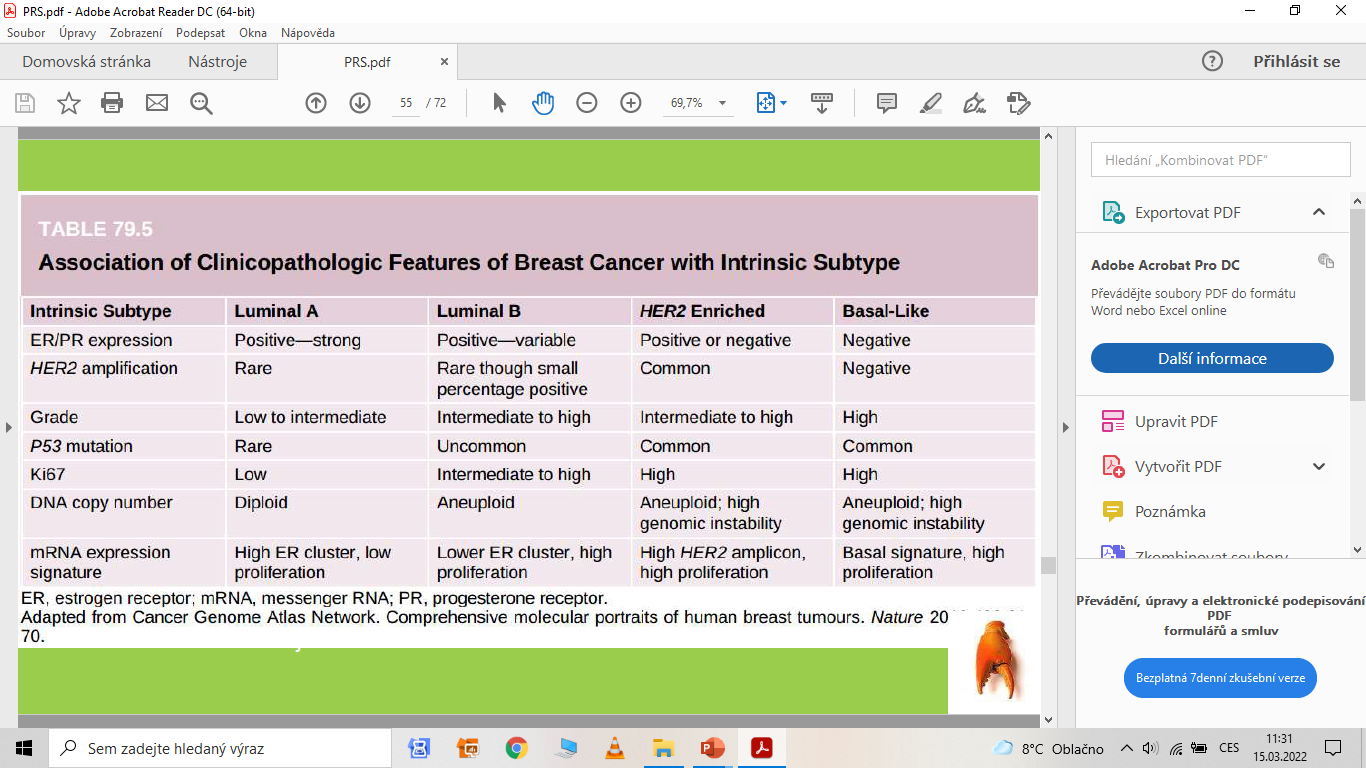 PRS.pdf - Adobe Acrobat Reader DC (64-bit)
Soubor Úpravy Zobrazení Podepsat Okna Nápověda
Domovská stránka Nástroje PRS.pdf × Přihlásit se
55 / 72 69,7%
TABLE 79.5
Association of Clinicopathologic Features of Breast Cancer with Intrinsic Subtype
Intrinsic Subtype Luminal A Luminal B HER2 Enriched Basal-Like
ER/PR expression Positive—strong Positive—variable Positive or negative Negative
HER2 amplification Rare Rare though small Common Negative
percentage positive
Grade Low to intermediate Intermediate to high Intermediate to high High
P53 mutation Rare Uncommon Common Common
Ki67 Low Intermediate to high High High
DNA copy number Diploid Aneuploid Aneuploid; high Aneuploid; high
genomic instability genomic instability
mRNA expression High ER cluster, low Lower ER cluster, high High HER2 amplicon, Basal signature, high
signature proliferation proliferation high proliferation proliferation
ER, estrogen receptor; mRNA, messenger RNA; PR, progesterone receptor.
Adapted from Cancer Genome Atlas Network. Comprehensive molecular portraits of human breast tumours. Nature 20
70.
Hledání „Kombinovat PDF"
Exportovat PDF
Adobe Acrobat Pro DC
Převádějte soubory PDF do formátu
Word nebo Excel online
Další informace
Upravit PDF
Vytvořit PDF
Poznámka
Zkombinovat soubory
Převádění, úpravy a elektronické podepisování
PDF
formulářů a smluv
Bezplatná 7denní zkušební verze
Sem zadejte hledaný výraz
8°C Oblačno CES 11:31
15.03.2022